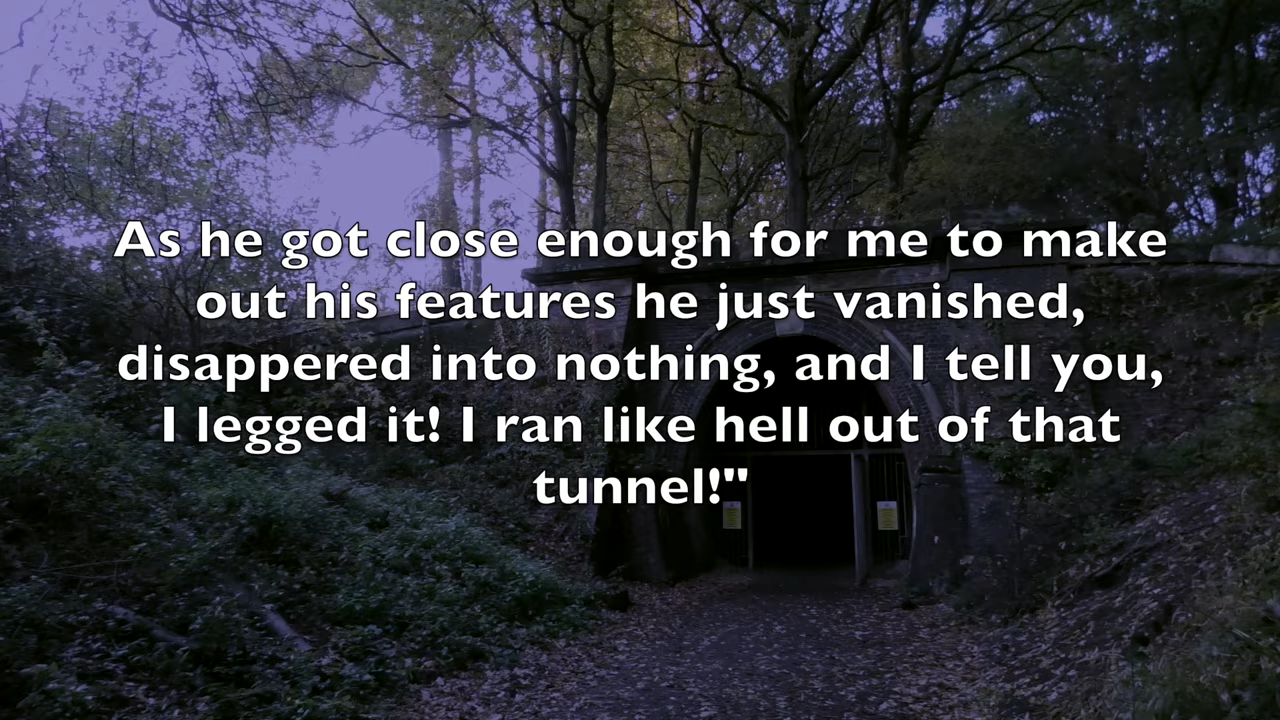 As he got close enough for me to make
out his features he just vanished,
disappered into nothing, and I tell you,
I legged it! I ran like hell out of that
tunnel!"